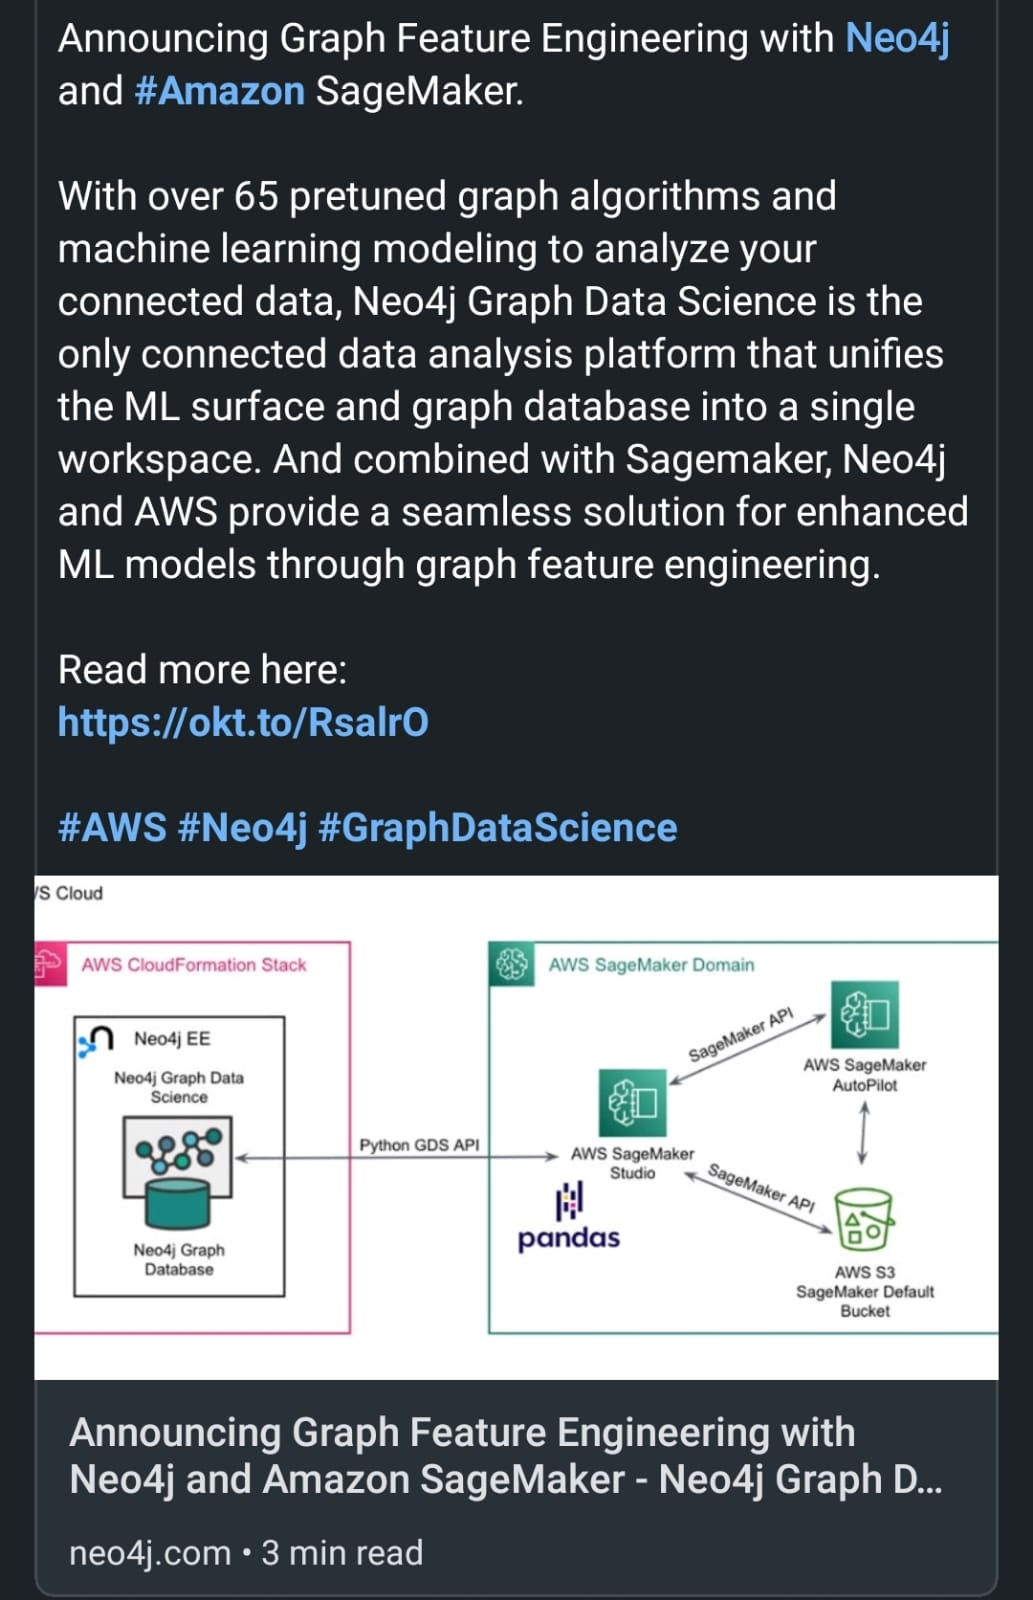 Announcing Graph Feature Engineering with Neo4j
and #Amazon SageMaker.
With over 65 pretuned graph algorithms and
machine learning modeling to analyze your
connected data, Neo4j Graph Data Science is the
only connected data analysis platform that unifies
the ML surface and graph database into a single
workspace. And combined with Sagemaker, Neo4j
and AWS provide a seamless solution for enhanced
ML models through graph feature engineering.
Read more here:
https://okt.to/RsalrO
#AWS #Neo4j #GraphDataScience
/S Cloud
AWS CloudFormation Stack
Neo4j EE
Neo4j Graph Data
Science
Neo4j Graph
Database
Python GDS API
AWS SageMaker Domain
SageMaker API
AWS SageMaker
AutoPilot
AWS SageMaker
Studio
SageMaker API
pandas
AWS S3
SageMaker Default
Bucket
Announcing Graph Feature Engineering with
Neo4j and Amazon SageMaker - Neo4j Graph D...
neo4j.com • 3 min read